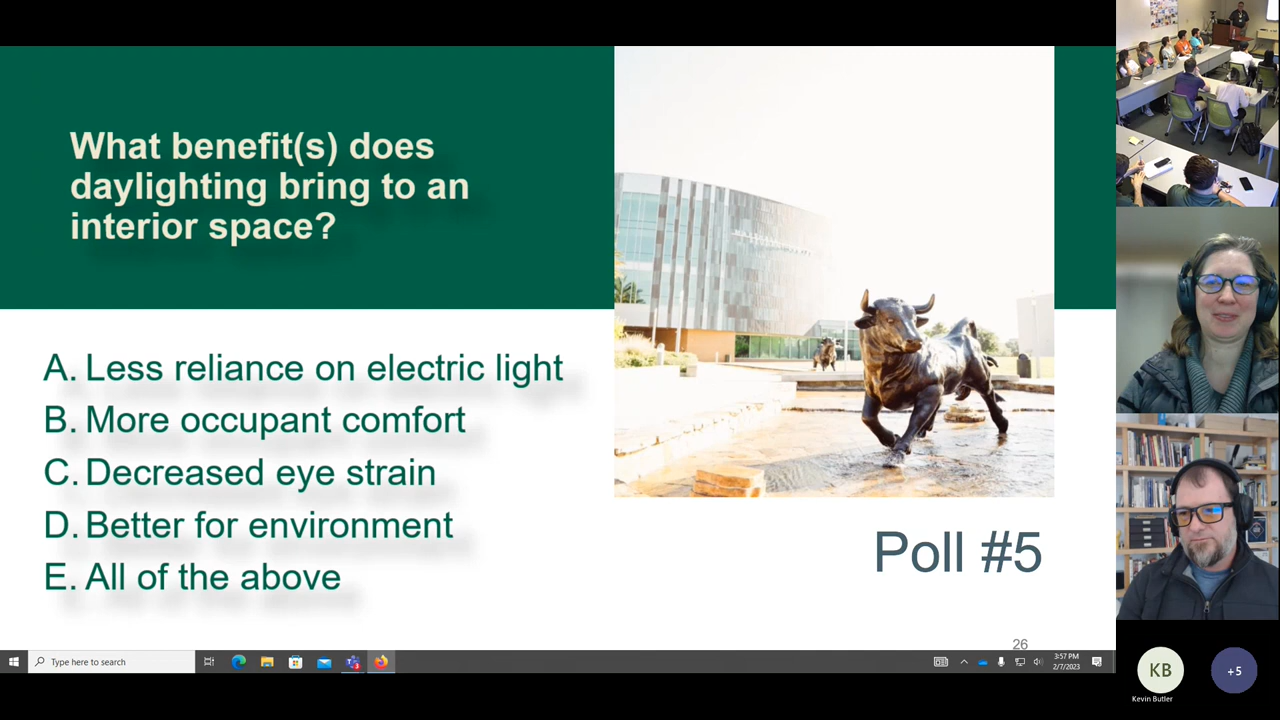 What benefit(s) does
daylighting bring to an
interior space?
A. Less reliance on electric light
B. More occupant comfort
C. Decreased eye strain
D. Better for environment
E. All of the above
Poll #5
26
Type here to search
3:57 PM
2/7/2023
KB
Kevin Butler
+5